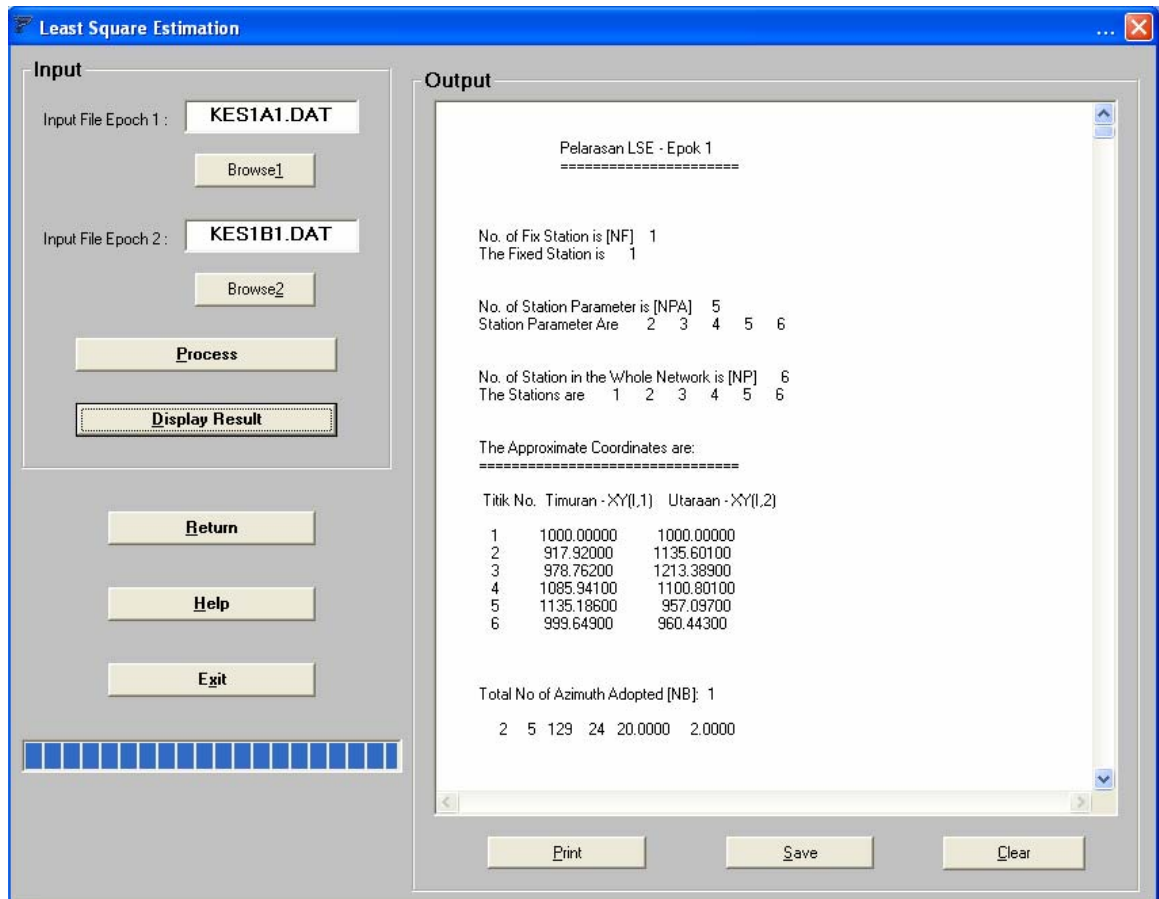 Least Square Estimation ...
Input
Input File Epoch 1 : KES1A1.DAT
Browse1
Input File Epoch 2 : KES1B1.DAT
Browse2
Process
Display Result
Return
Help
Exit
Output
Pelarasan LSE - Epok 1
======================
No. of Fix Station is [NF] 1
The Fixed Station is 1
No. of Station Parameter is [NPA] 5
Station Parameter Are 2 3 4 5 6
No. of Station in the Whole Network is [NP] 6
The Stations are 1 2 3 4 5 6
The Approximate Coordinates are:
================================
Titik No. Timuran - XY(I,1) Utaraan - XY(I,2)
1 1000.00000 1000.00000
2 917.92000 1135.60100
3 978.76200 1213.38900
4 1085.94100 1100.80100
5 1135.18600 957.09700
6 999.64900 960.44300
Total No of Azimuth Adopted [NB]: 1
2 5 129 24 20.0000 2.0000
Print Save Clear